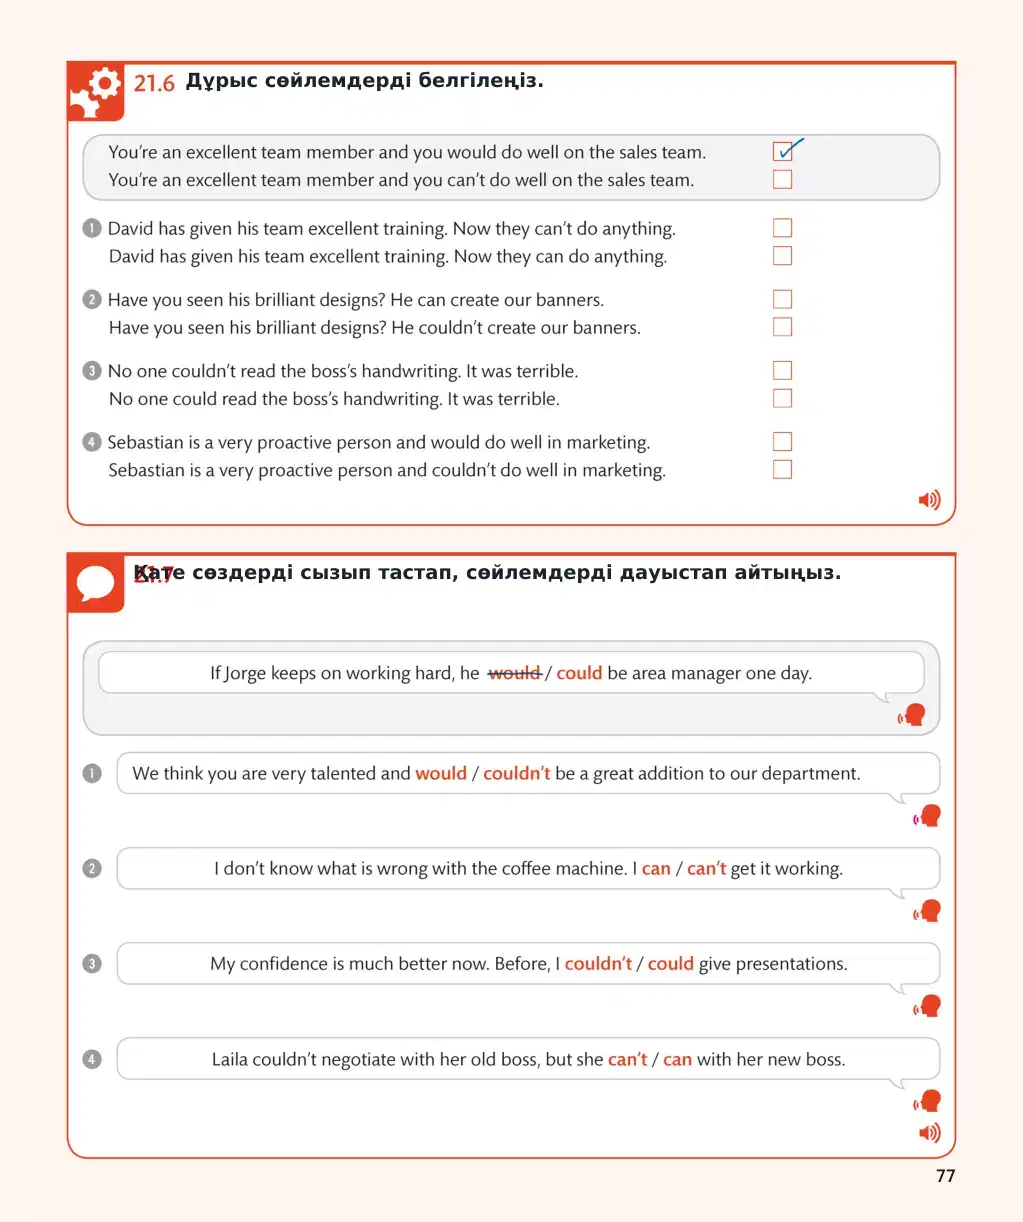 21.6 Дұрыс сөйлемдерді белгілеңіз.
You're an excellent team member and you would do well on the sales team.
You're an excellent team member and you can't do well on the sales team.
1 David has given his team excellent training. Now they can't do anything.
David has given his team excellent training. Now they can do anything.
2 Have you seen his brilliant designs? He can create our banners.
Have you seen his brilliant designs? He couldn't create our banners.
3 No one couldn't read the boss's handwriting. It was terrible.
No one could read the boss's handwriting. It was terrible.
4 Sebastian is a very proactive person and would do well in marketing.
Sebastian is a very proactive person and couldn't do well in marketing.
21.7 Қате сөздерді сызып тастап, сөйлемдерді дауыстап айтыңыз.
If Jorge keeps on working hard, he would / could be area manager one day.
1 We think you are very talented and would / couldn't be a great addition to our department.
2 I don't know what is wrong with the coffee machine. I can / can't get it working.
3 My confidence is much better now. Before, I couldn't / could give presentations.
4 Laila couldn't negotiate with her old boss, but she can't / can with her new boss.
77